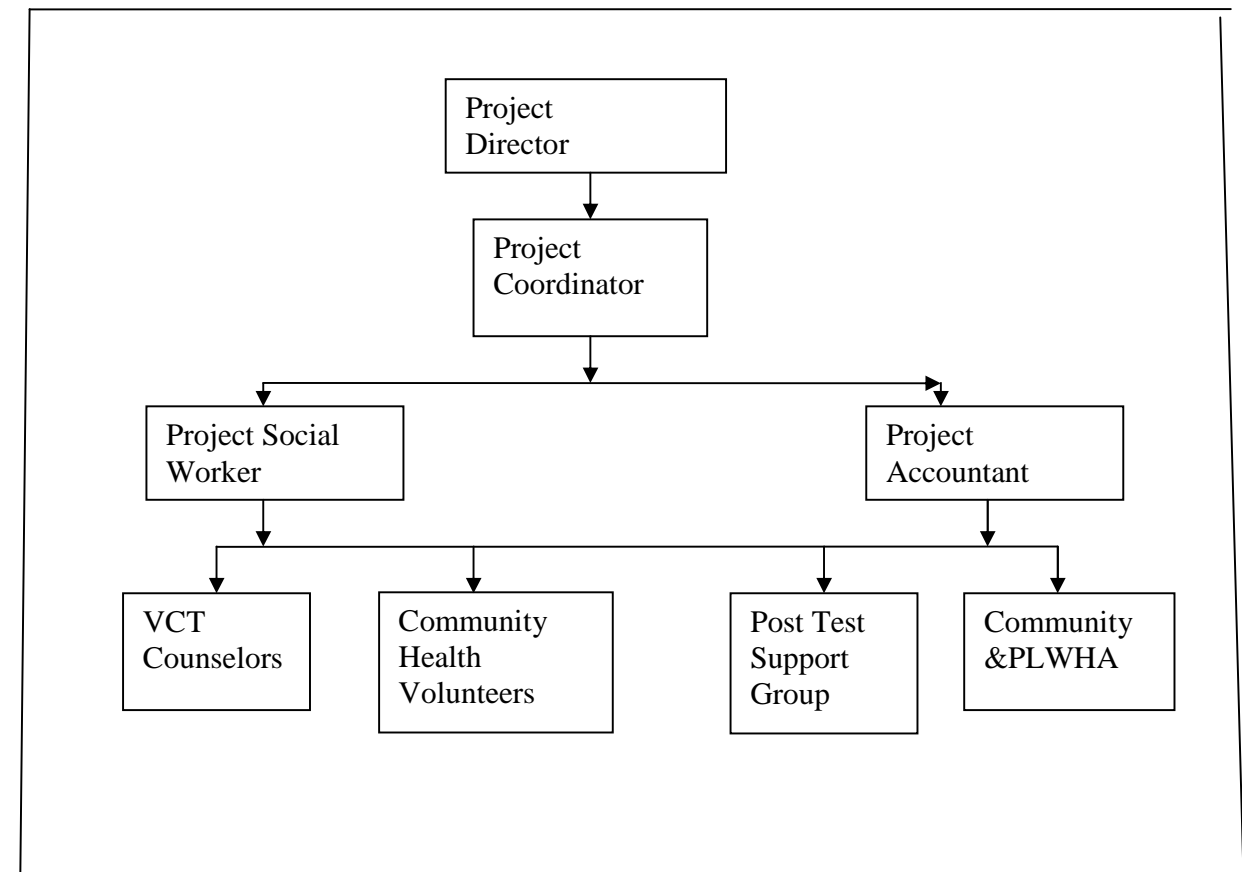 Project
Director
Project
Coordinator
Project Social
Worker
Project
Accountant
VCT
Counselors
Community
Health
Volunteers
Post Test
Support
Group
Community
&PLWHA